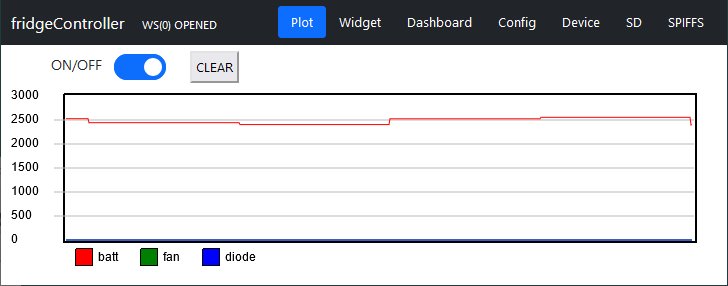 fridgeController WS(0) OPENED Plot Widget Dashboard Config Device SD SPIFFS
ON/OFF CLEAR
3000
2500
2000
1500
1000
500
0
batt fan diode